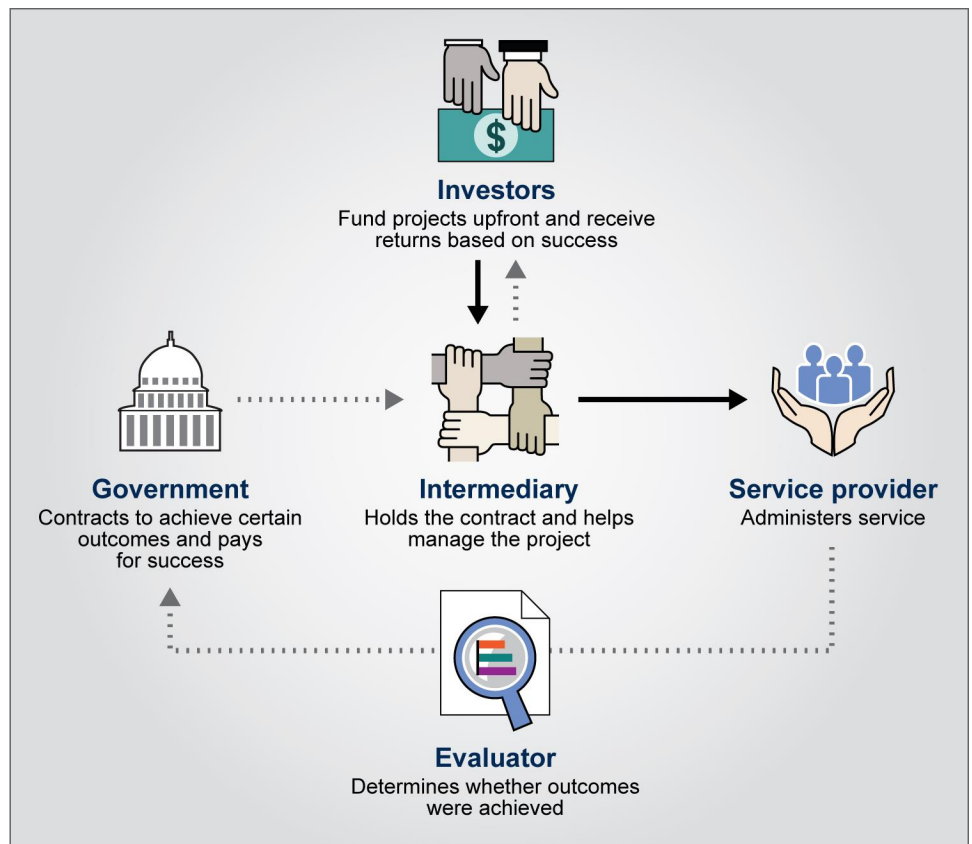 $
Investors
Fund projects upfront and receive
returns based on success
Government
Contracts to achieve certain
outcomes and pays
for success
Intermediary
Holds the contract and helps
manage the project
Service provider
Administers service
Evaluator
Determines whether outcomes
were achieved